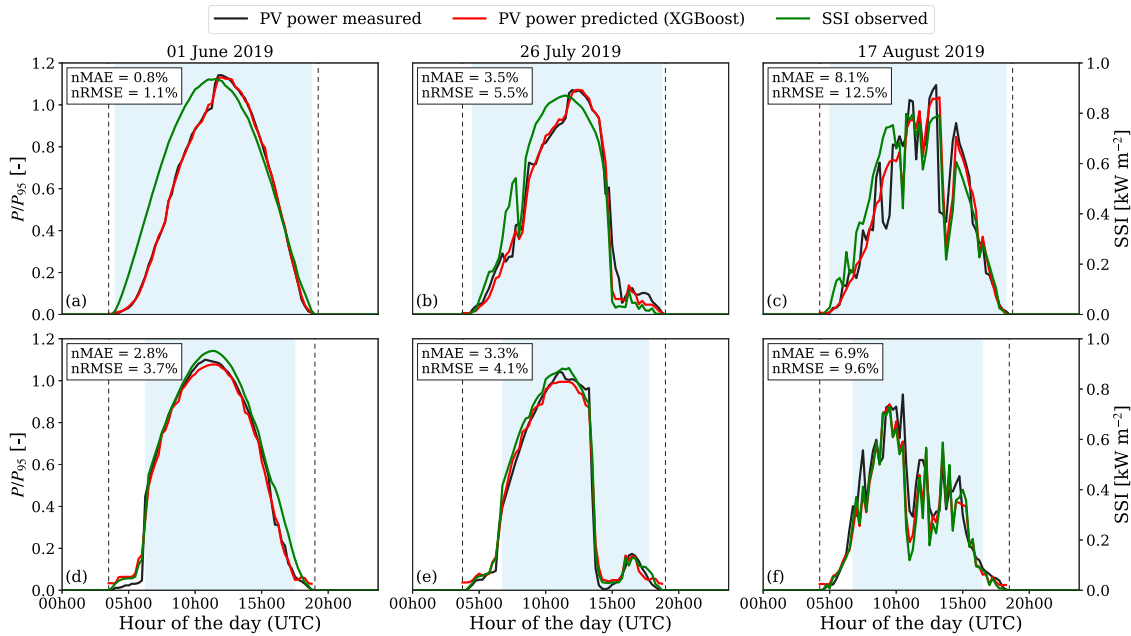 PV power measured PV power predicted (XGBoost) SSI observed
01 June 2019 26 July 2019 17 August 2019
nMAE = 0.8%
nRMSE = 1.1%
(a)
nMAE = 3.5%
nRMSE = 5.5%
(b)
nMAE = 8.1%
nRMSE = 12.5%
(c)
P/P95 [-]
1.2
1.0
0.8
0.6
0.4
0.2
0.0
SSI [kW m−2]
1.0
0.8
0.6
0.4
0.2
0.0
nMAE = 2.8%
nRMSE = 3.7%
(d)
nMAE = 3.3%
nRMSE = 4.1%
(e)
nMAE = 6.9%
nRMSE = 9.6%
(f)
P/P95 [-]
1.2
1.0
0.8
0.6
0.4
0.2
0.0
SSI [kW m−2]
1.0
0.8
0.6
0.4
0.2
0.0
00h00 05h00 10h00 15h00 20h00 00h00 05h00 10h00 15h00 20h00 00h00 05h00 10h00 15h00 20h00
Hour of the day (UTC) Hour of the day (UTC) Hour of the day (UTC)